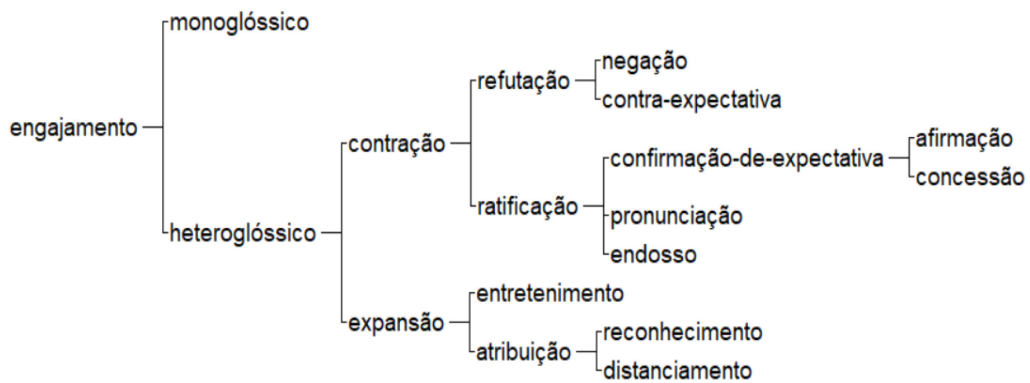 monoglóssico
negação
refutação
contra-expectativa
engajamento
afirmação
contração
confirmação-de-expectativa
concessão
ratificação
pronunciação
heteroglóssico
endosso
entretenimento
expansão
reconhecimento
atribuição
distanciamento